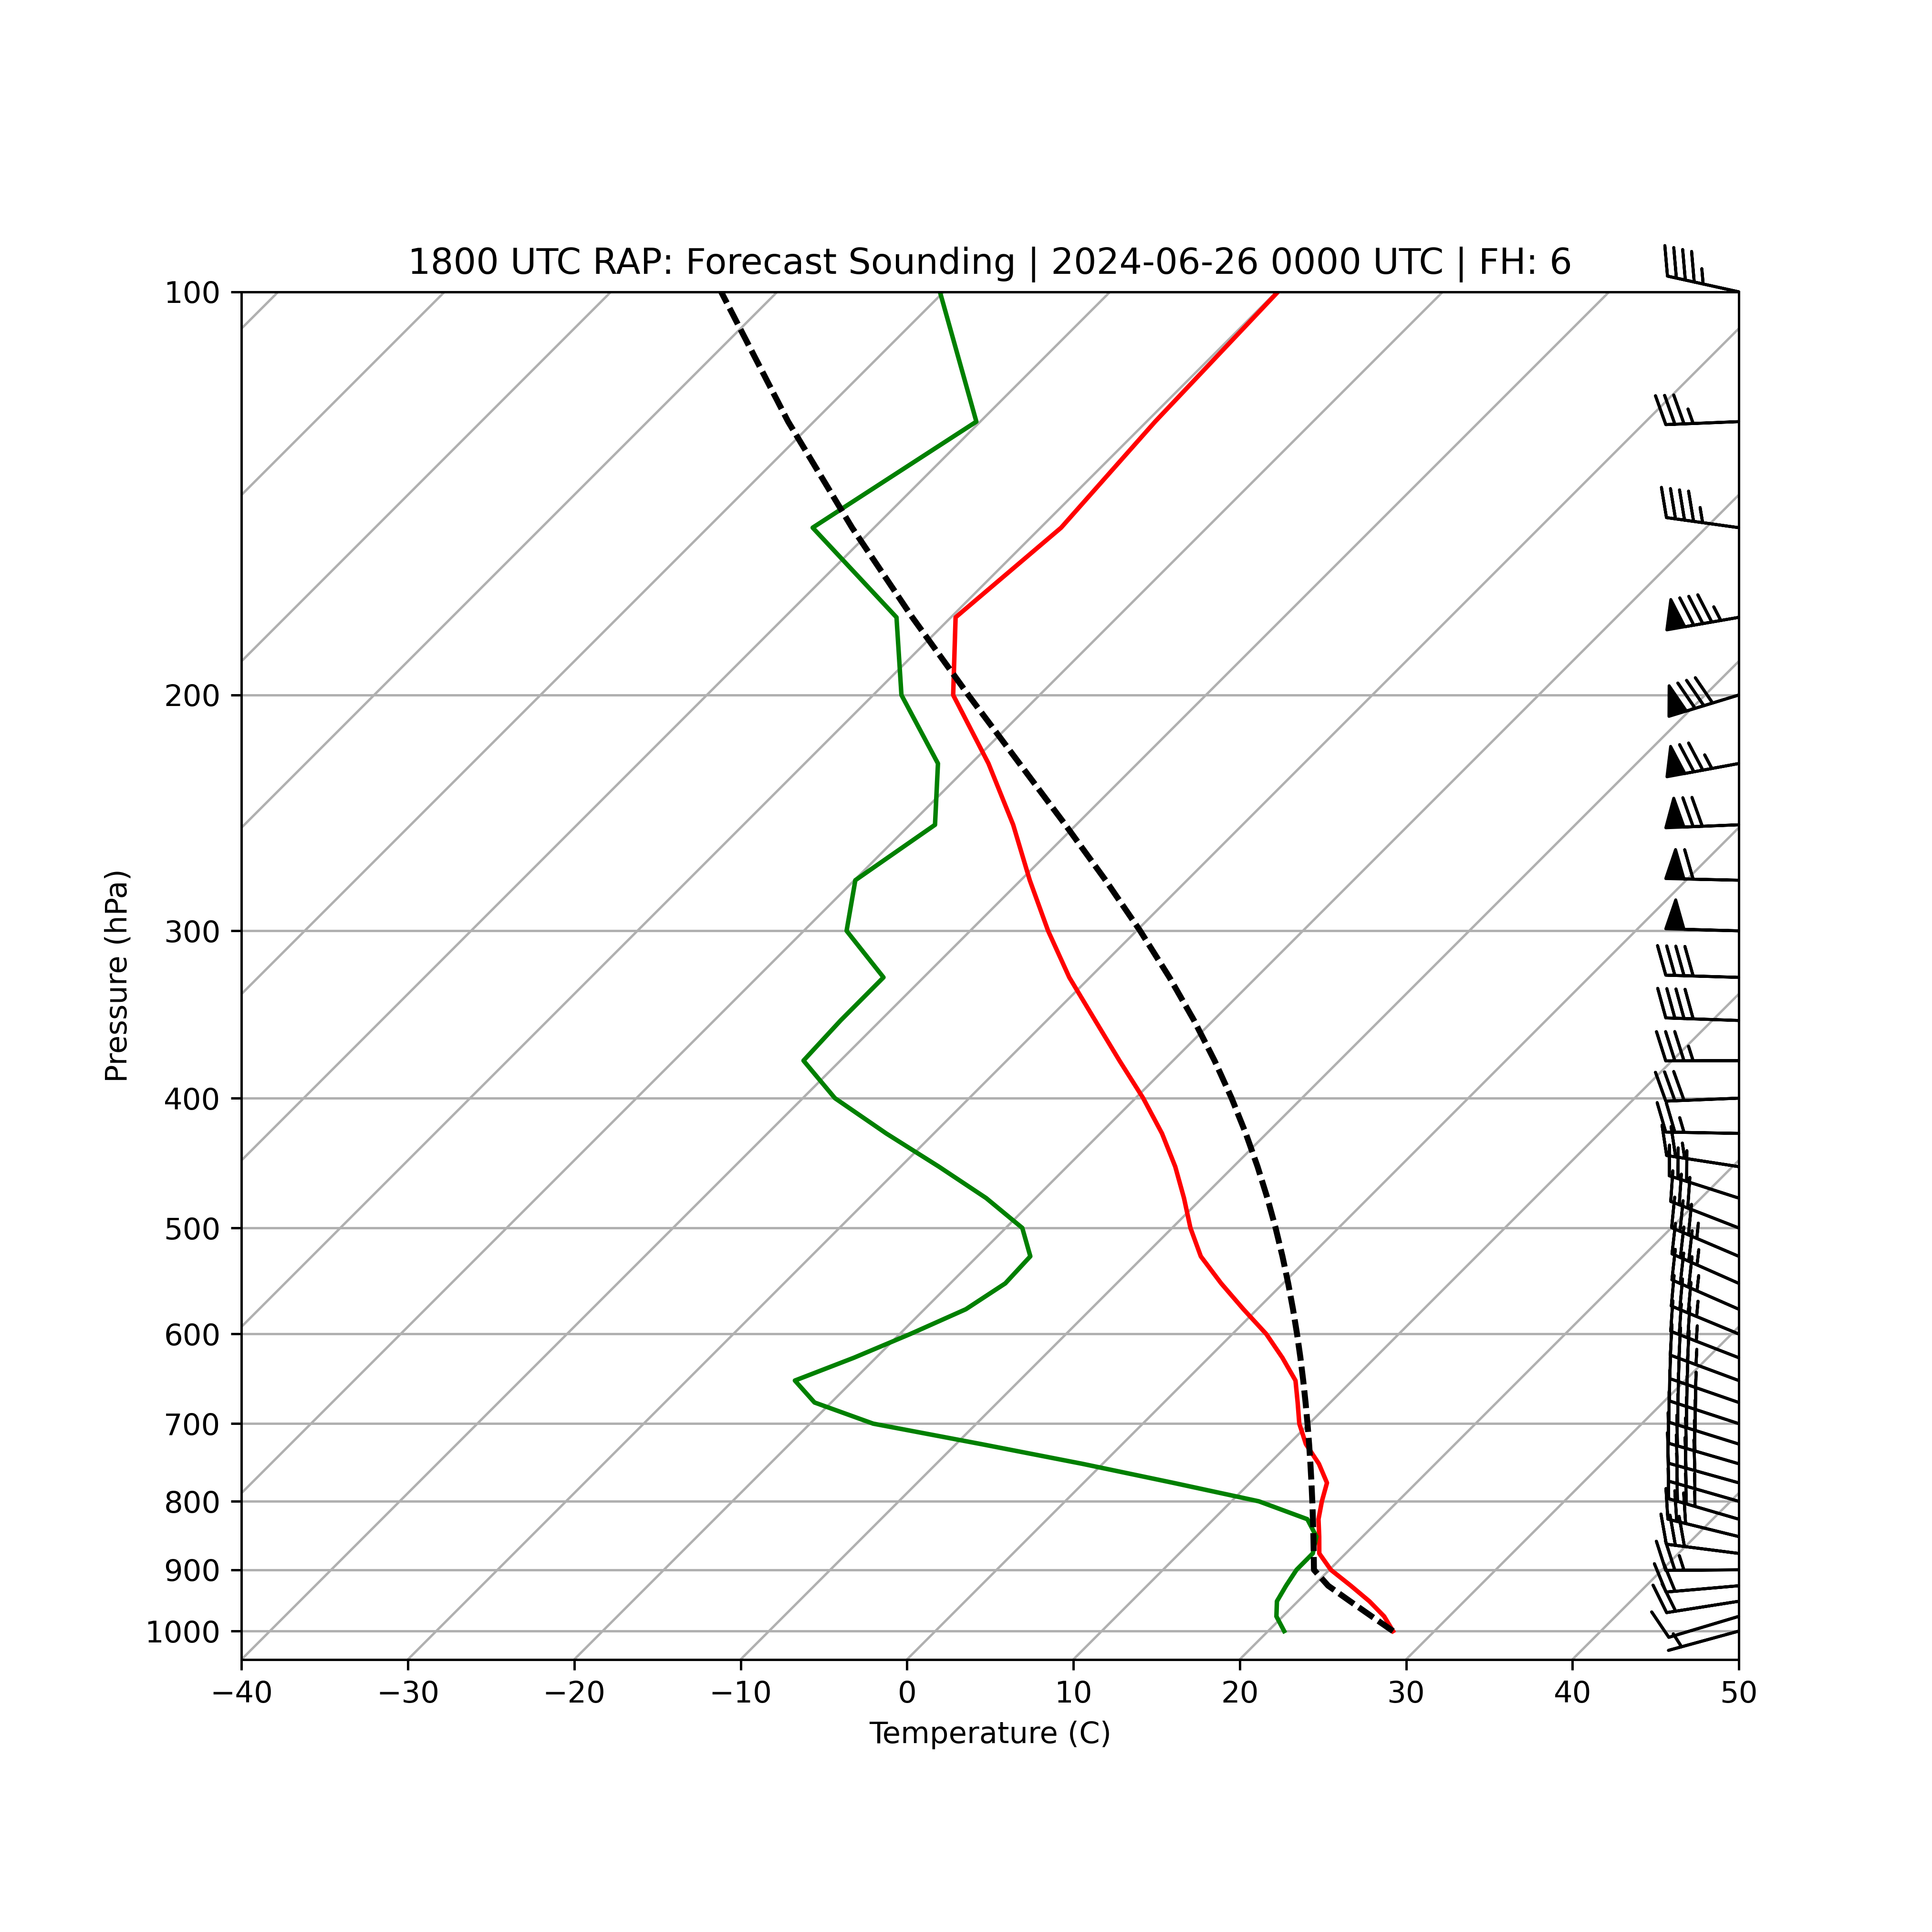 1800 UTC RAP: Forecast Sounding | 2024-06-26 0000 UTC | FH: 6
100
200
300
400
500
600
700
800
900
1000
Pressure (hPa)
−40 −30 −20 −10 0 10 20 30 40 50
Temperature (C)